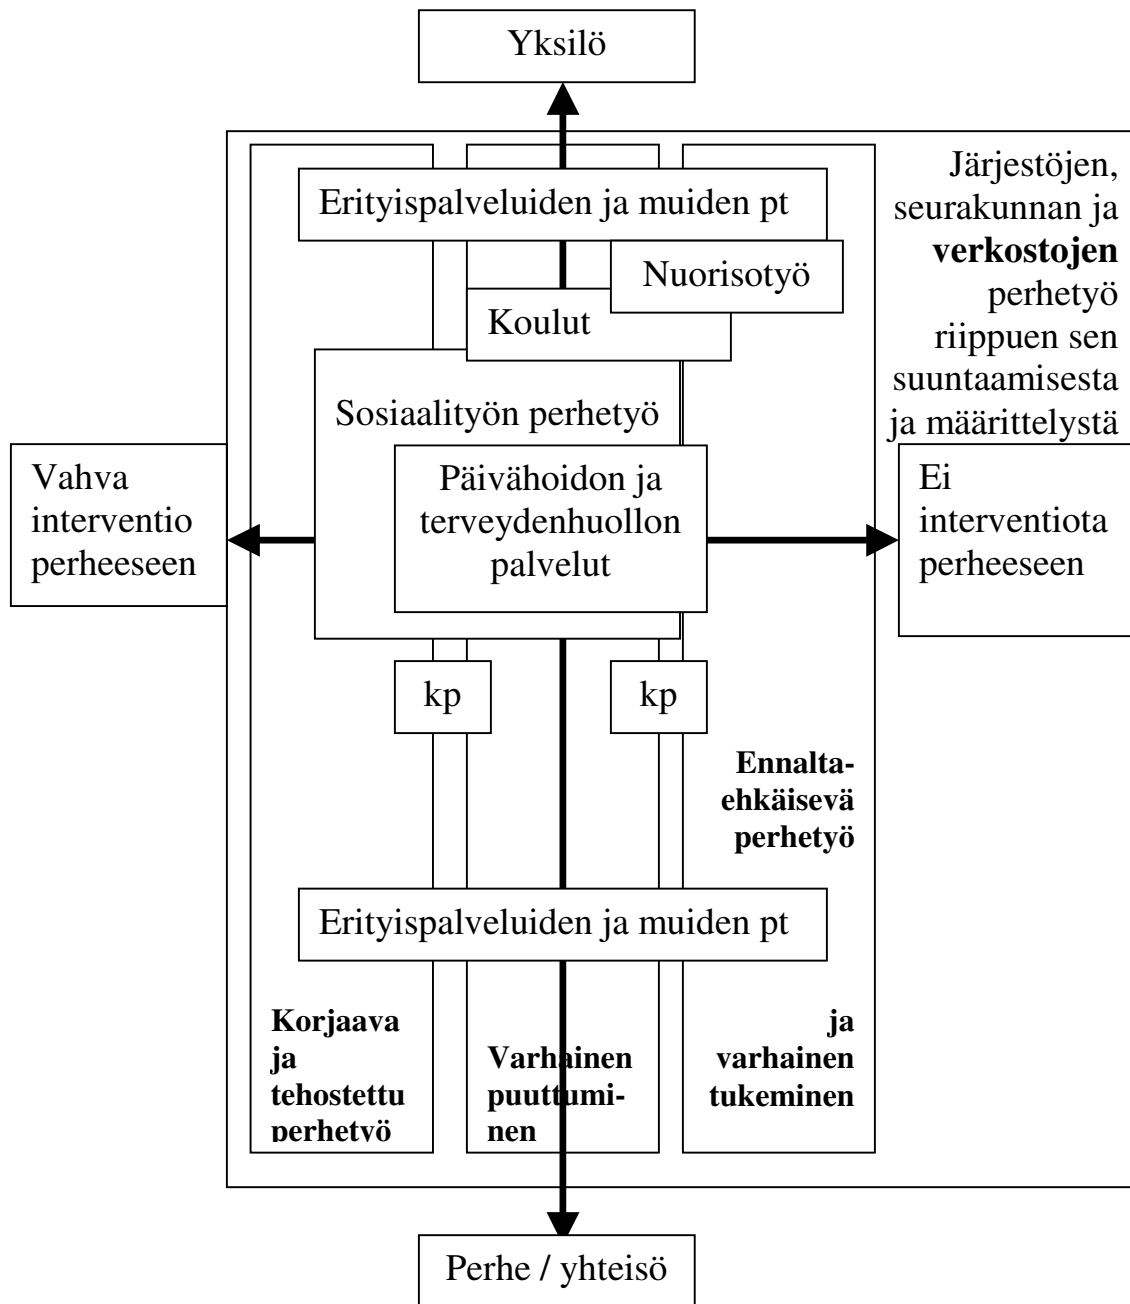 Yksilö
Järjestöjen,
seurakunnan ja
verkostojen
perhetyö
riippuen sen
suuntaamisesta
ja määrittelystä
Erityispalveluiden ja muiden pt
Nuorisotyö
Koulut
Sosiaalityön perhetyö
Vahva
interventio
perheeseen
Päivähoidon ja
terveydenhuollon
palvelut
Ei
interventiota
perheeseen
kp
kp
Ennalta-
ehkäisevä
perhetyö
Erityispalveluiden ja muiden pt
Korjaava
ja
tehostettu
perhetyö
Varhainen
puuttumi-
nen
ja
varhainen
tukeminen
Perhe / yhteisö